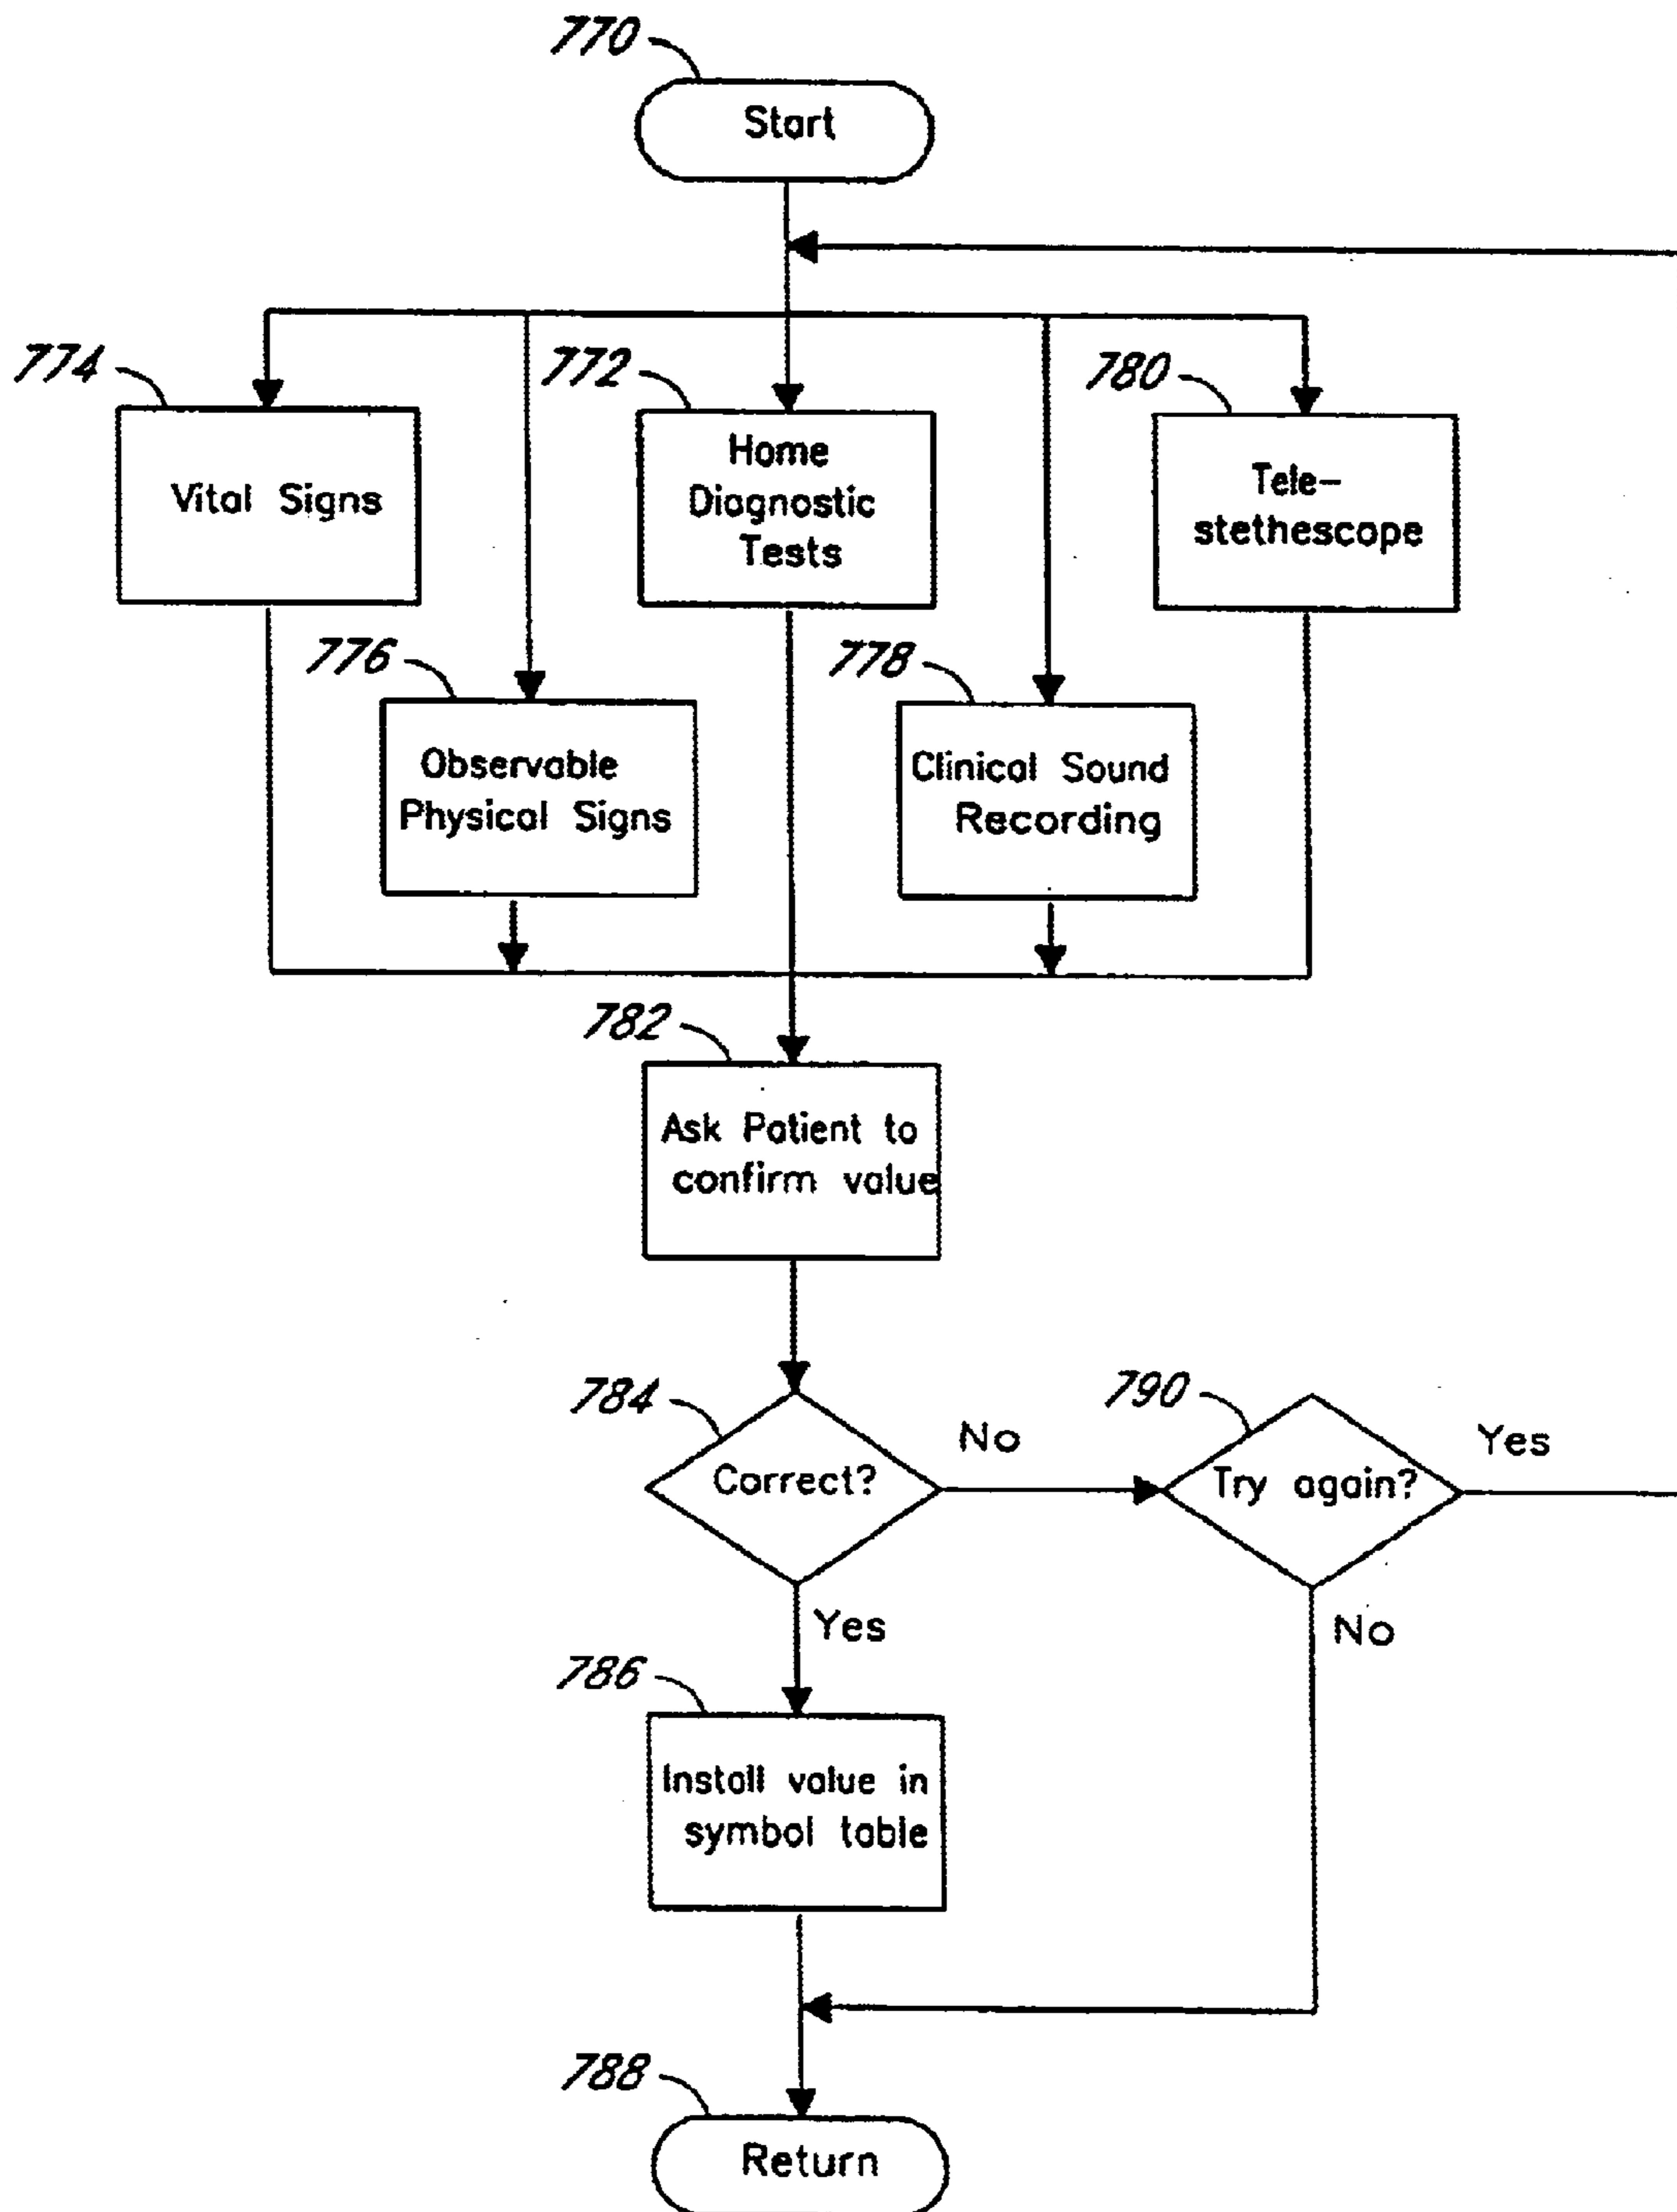 770
Start
774
772
780
Vital Signs
Home
Diagnostic
Tests
Tele-
stethescope
776
778
Observable
Physical Signs
Clinical Sound
Recording
782
Ask Patient to
confirm value
784
Correct?
No
790
Try again?
Yes
Yes
No
786
Install value in
symbol table
788
Return